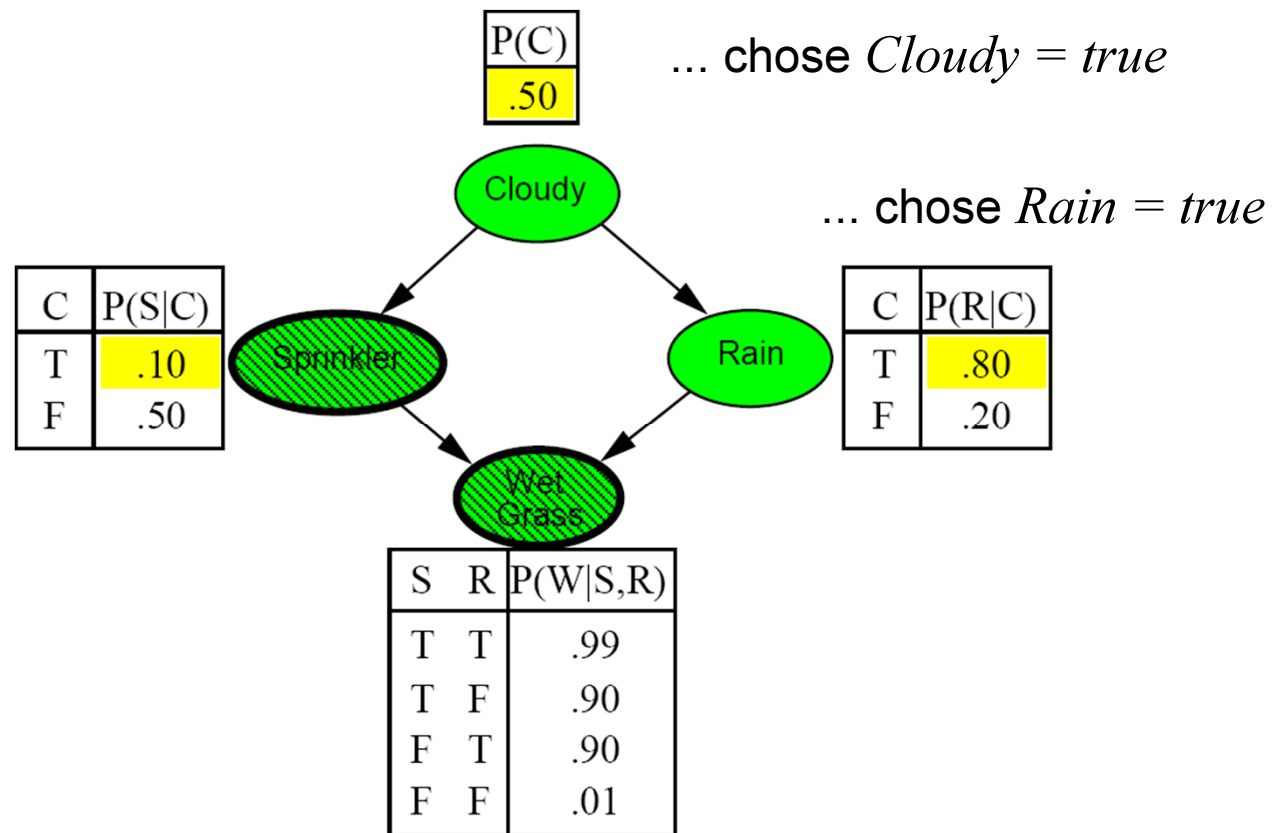 P(C)
.50
... chose Cloudy = true
Cloudy
... chose Rain = true
C P(S|C)
T .10
F .50
Sprinkler
Rain
C P(R|C)
T .80
F .20
Wet
Grass
S R P(W|S,R)
T T .99
T F .90
F T .90
F F .01